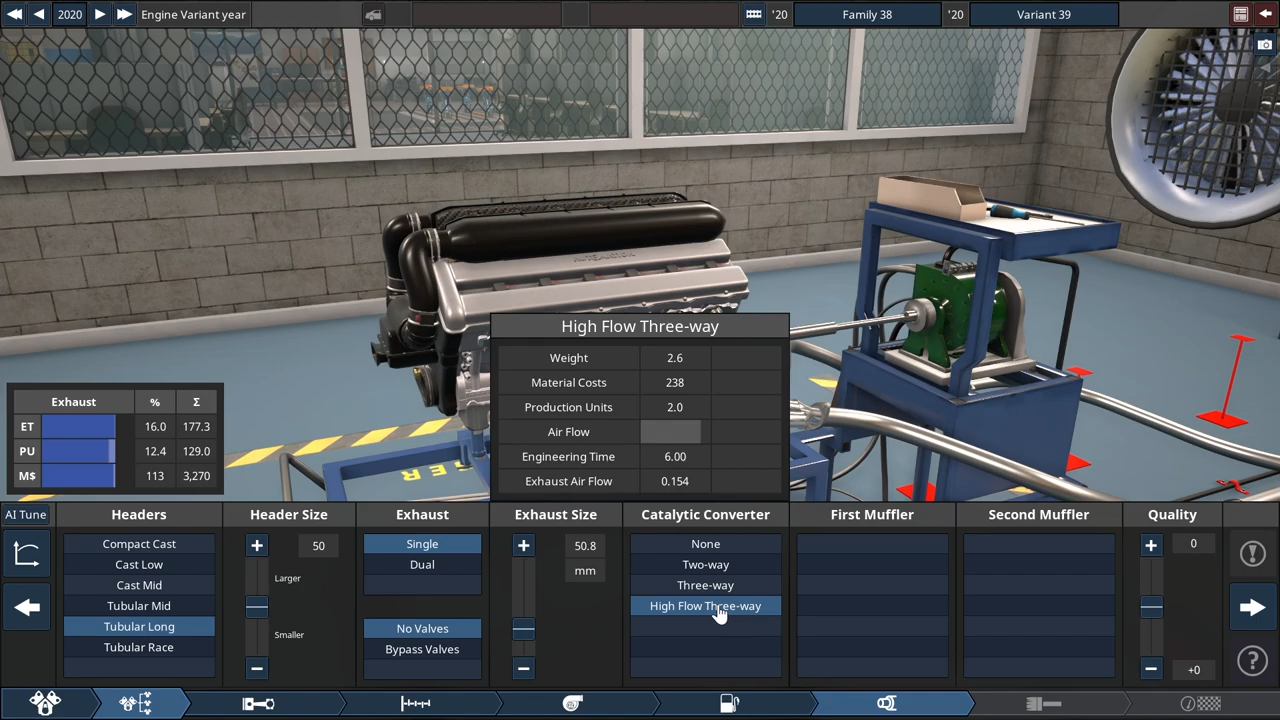 2020
Engine Variant year
'20
Family 38
'20
Variant 39
High Flow Three-way
Weight 2.6
Material Costs 238
Production Units 2.0
Air Flow
Engineering Time 6.00
Exhaust Air Flow 0.154
Exhaust % Σ
ET 16.0 177.3
PU 12.4 129.0
M$ 113 3,270
AI Tune
Headers
Compact Cast
Cast Low
Cast Mid
Tubular Mid
Tubular Long
Tubular Race
Header Size
+ 50
Larger
Smaller
−
Exhaust
Single
Dual
No Valves
Bypass Valves
Exhaust Size
+ 50.8
mm
−
Catalytic Converter
None
Two-way
Three-way
High Flow Three-way
First Muffler
Second Muffler
Quality
+ 0
− +0